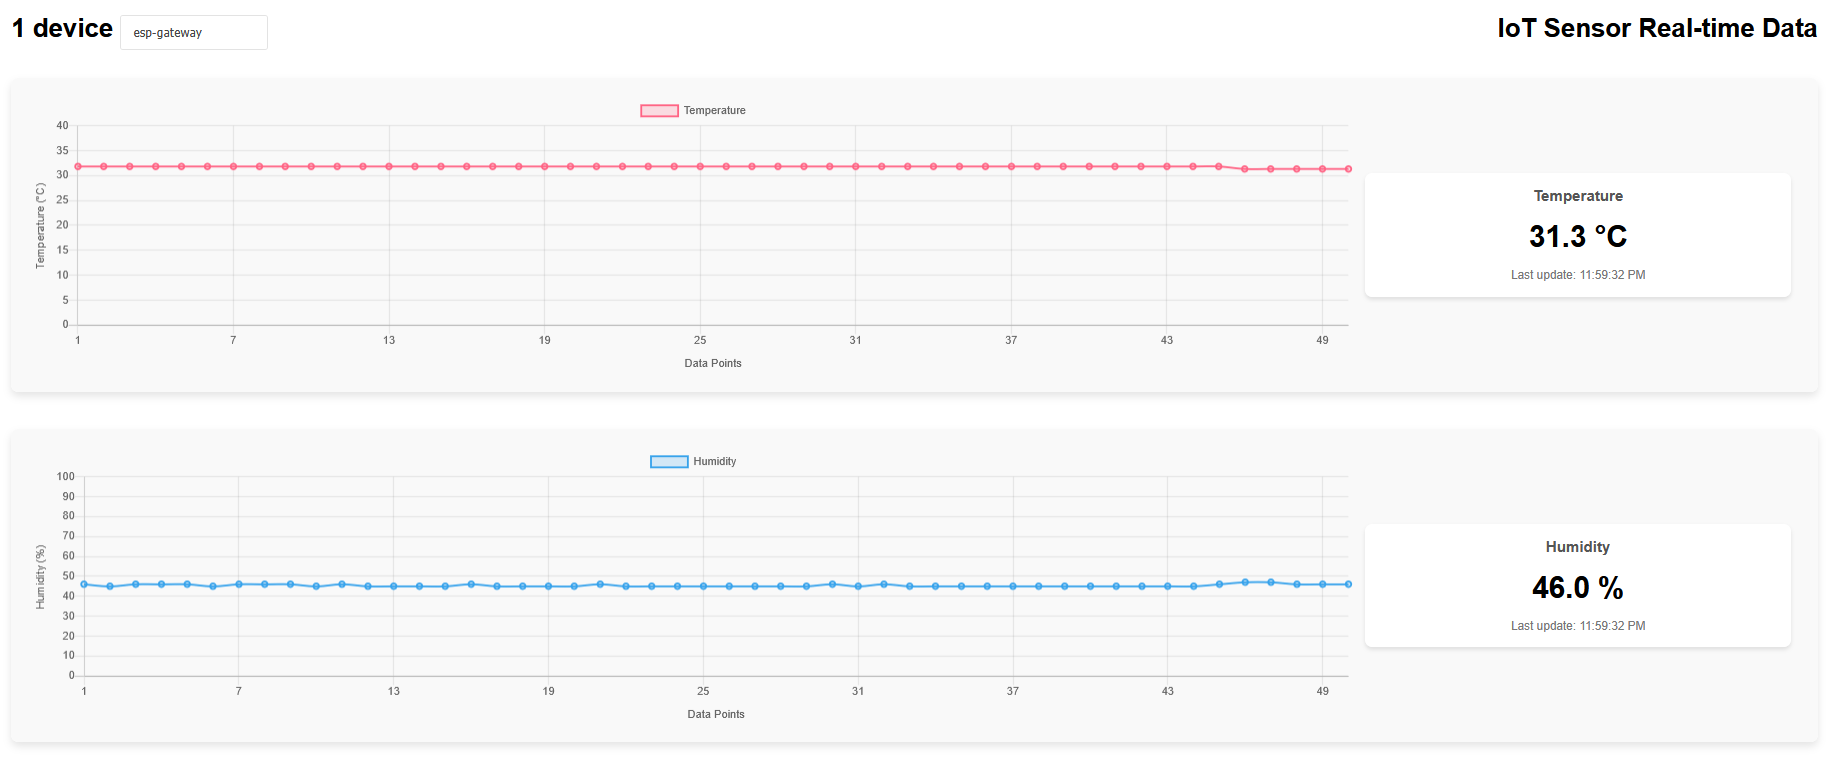 1 device
esp-gateway
IoT Sensor Real-time Data
Temperature
40
35
30
25
20
15
10
5
0
Temperature (°C)
1 7 13 19 25 31 37 43 49
Data Points
Temperature
31.3 °C
Last update: 11:59:32 PM
Humidity
100
90
80
70
60
50
40
30
20
10
0
Humidity (%)
1 7 13 19 25 31 37 43 49
Data Points
Humidity
46.0 %
Last update: 11:59:32 PM